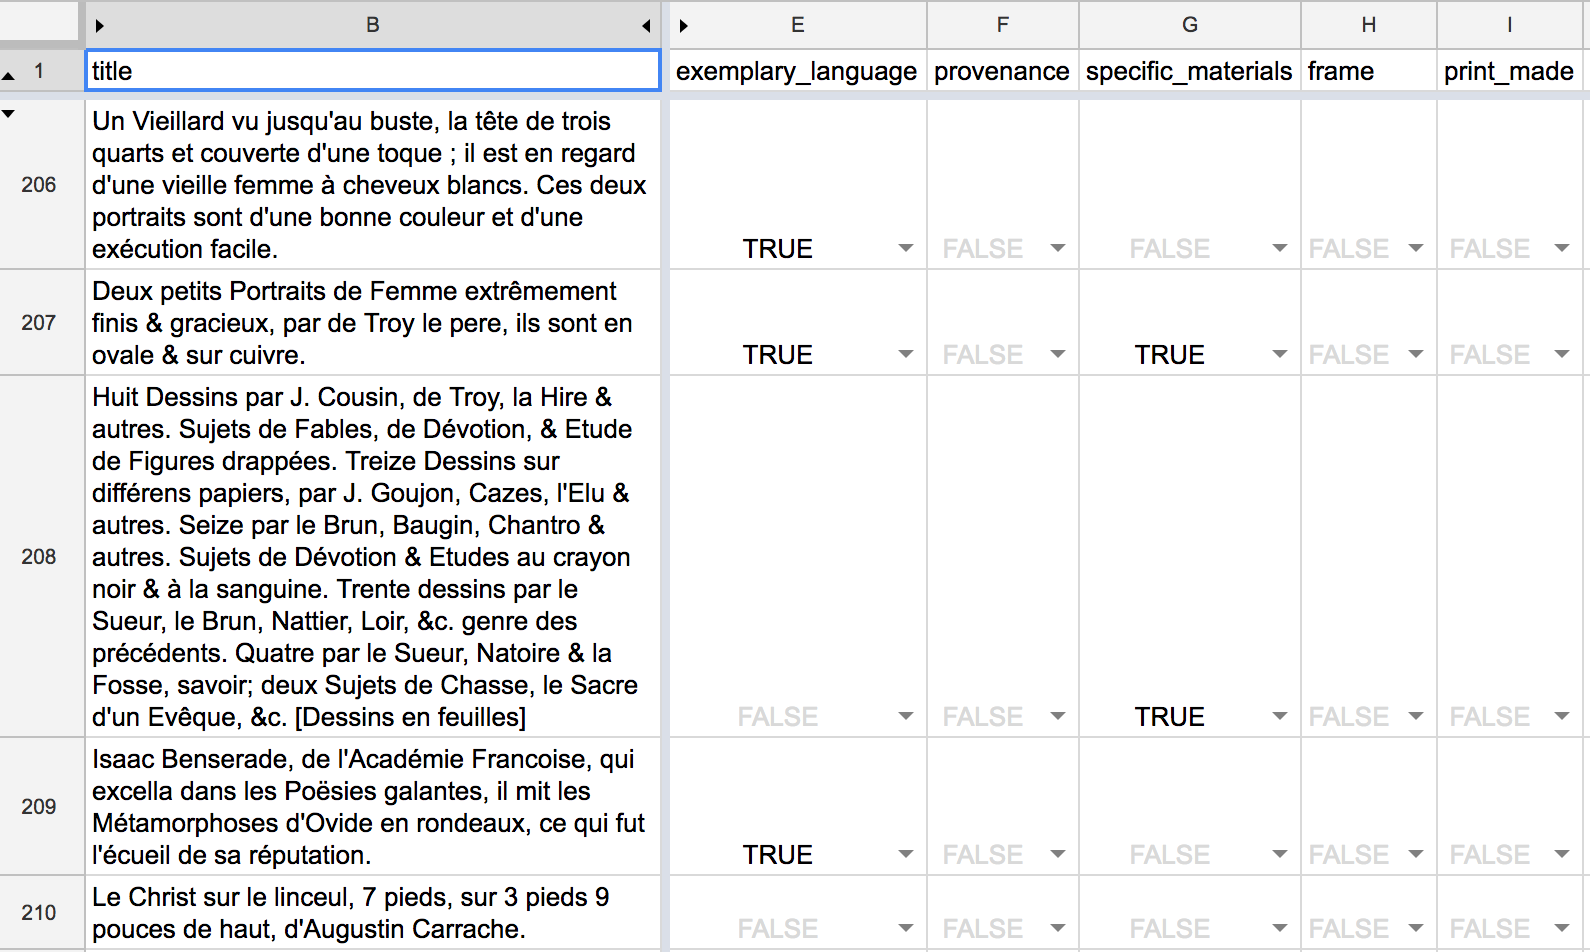 B E F G H I
1 title exemplary_language provenance specific_materials frame print_made
Un Vieillard vu jusqu'au buste, la tête de trois
quarts et couverte d'une toque ; il est en regard
206 d'une vieille femme à cheveux blancs. Ces deux
portraits sont d'une bonne couleur et d'une
exécution facile. TRUE FALSE FALSE FALSE FALSE
Deux petits Portraits de Femme extrêmement
207 finis & gracieux, par de Troy le pere, ils sont en
ovale & sur cuivre. TRUE FALSE TRUE FALSE FALSE
Huit Dessins par J. Cousin, de Troy, la Hire &
autres. Sujets de Fables, de Dévotion, & Etude
de Figures drappées. Treize Dessins sur
différens papiers, par J. Goujon, Cazes, l'Elu &
autres. Seize par le Brun, Baugin, Chantro &
208 autres. Sujets de Dévotion & Etudes au crayon
noir & à la sanguine. Trente dessins par le
Sueur, le Brun, Nattier, Loir, &c. genre des
précédents. Quatre par le Sueur, Natoire & la
Fosse, savoir; deux Sujets de Chasse, le Sacre
d'un Evêque, &c. [Dessins en feuilles] FALSE FALSE TRUE FALSE FALSE
Isaac Benserade, de l'Académie Francoise, qui
209 excella dans les Poësies galantes, il mit les
Métamorphoses d'Ovide en rondeaux, ce qui fut
l'écueil de sa réputation. TRUE FALSE FALSE FALSE FALSE
210 Le Christ sur le linceul, 7 pieds, sur 3 pieds 9
pouces de haut, d'Augustin Carrache. FALSE FALSE FALSE FALSE FALSE